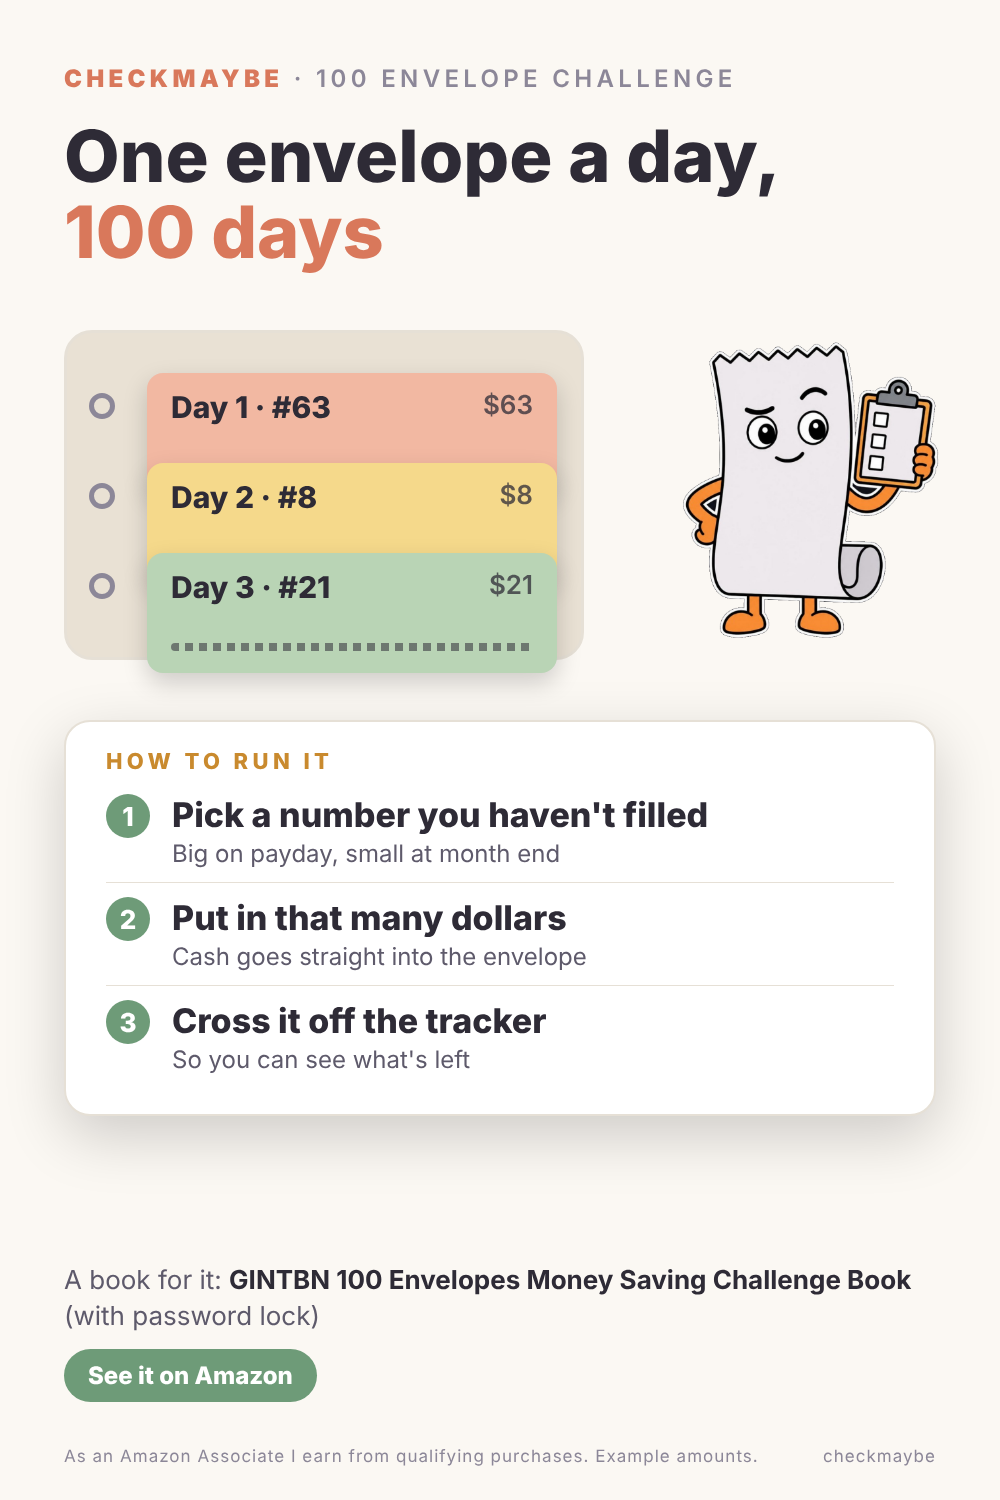 CHECKMAYBE · 100 ENVELOPE CHALLENGE
One envelope a day,
100 days
Day 1 · #63 $63
Day 2 · #8 $8
Day 3 · #21 $21
HOW TO RUN IT
1 Pick a number you haven't filled
Big on payday, small at month end
2 Put in that many dollars
Cash goes straight into the envelope
3 Cross it off the tracker
So you can see what's left
A book for it: GINTBN 100 Envelopes Money Saving Challenge Book
(with password lock)
See it on Amazon
As an Amazon Associate I earn from qualifying purchases. Example amounts. checkmaybe